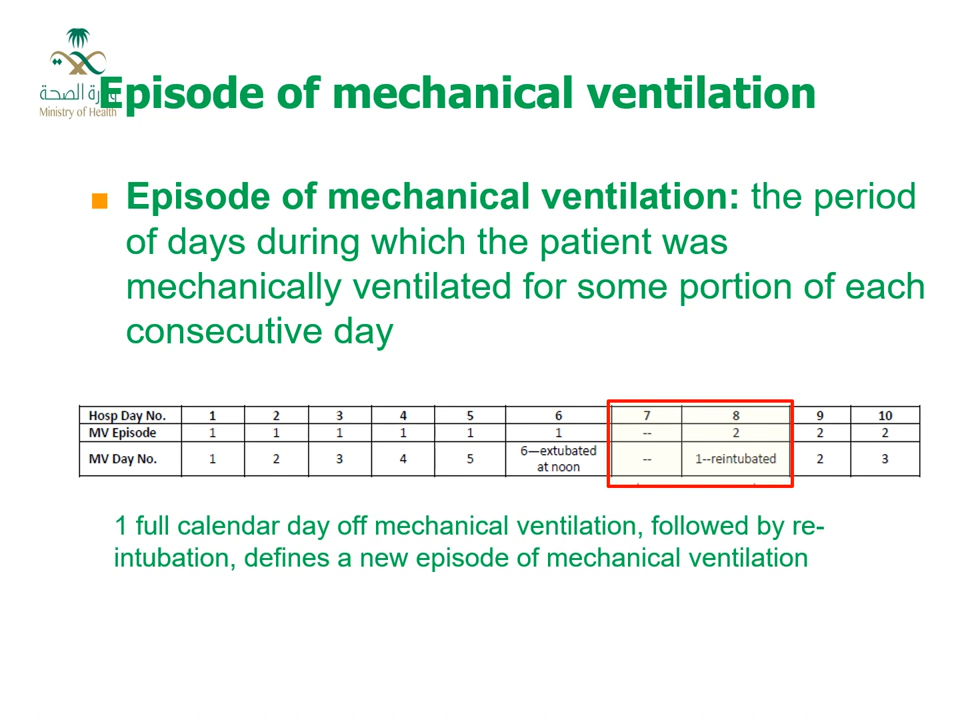 وزارة الصحة
Ministry of Health
Episode of mechanical ventilation
Episode of mechanical ventilation: the period
of days during which the patient was
mechanically ventilated for some portion of each
consecutive day
Hosp Day No. 1 2 3 4 5 6 7 8 9 10
MV Episode 1 1 1 1 1 1 -- 2 2 2
MV Day No. 1 2 3 4 5 6—extubated at noon -- 1--reintubated 2 3
1 full calendar day off mechanical ventilation, followed by re-
intubation, defines a new episode of mechanical ventilation